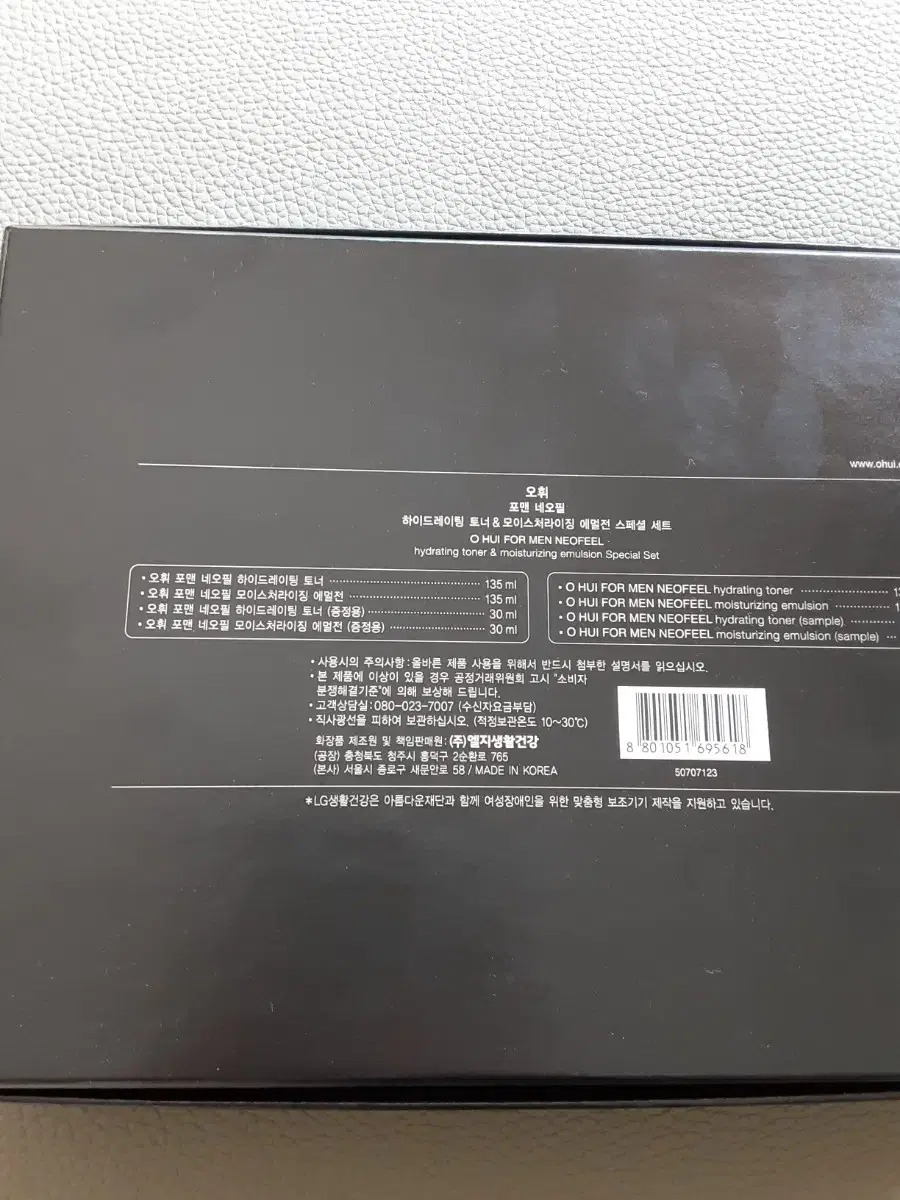 www.ohui.
오휘
포맨 네오필
하이드레이팅 토너 & 모이스처라이징 에멀전 스페셜 세트
O HUI FOR MEN NEOFEEL
hydrating toner & moisturizing emulsion Special Set
• 오휘 포맨 네오필 하이드레이팅 토너 135 ml
• 오휘 포맨 네오필 모이스처라이징 에멀전 135 ml
• 오휘 포맨 네오필 하이드레이팅 토너 (증정용) 30 ml
• 오휘 포맨 네오필 모이스처라이징 에멀전 (증정용) 30 ml
• O HUI FOR MEN NEOFEEL hydrating toner
• O HUI FOR MEN NEOFEEL moisturizing emulsion
• O HUI FOR MEN NEOFEEL hydrating toner (sample)
• O HUI FOR MEN NEOFEEL moisturizing emulsion (sample)
• 사용시의 주의사항 : 올바른 제품 사용을 위해서 반드시 첨부한 설명서를 읽으십시오.
• 본 제품에 이상이 있을 경우 공정거래위원회 고시 "소비자
분쟁해결기준"에 의해 보상해 드립니다.
• 고객상담실 : 080-023-7007 (수신자요금부담)
• 직사광선을 피하여 보관하십시오. (적정보관온도 10~30℃)
화장품 제조원 및 책임판매원 : (주)엘지생활건강
(공장) 충청북도 청주시 흥덕구 2순환로 765
(본사) 서울시 종로구 새문안로 58 / MADE IN KOREA
8 801051 695618
50707123
*LG생활건강은 아름다운재단과 함께 여성장애인을 위한 맞춤형 보조기기 제작을 지원하고 있습니다.